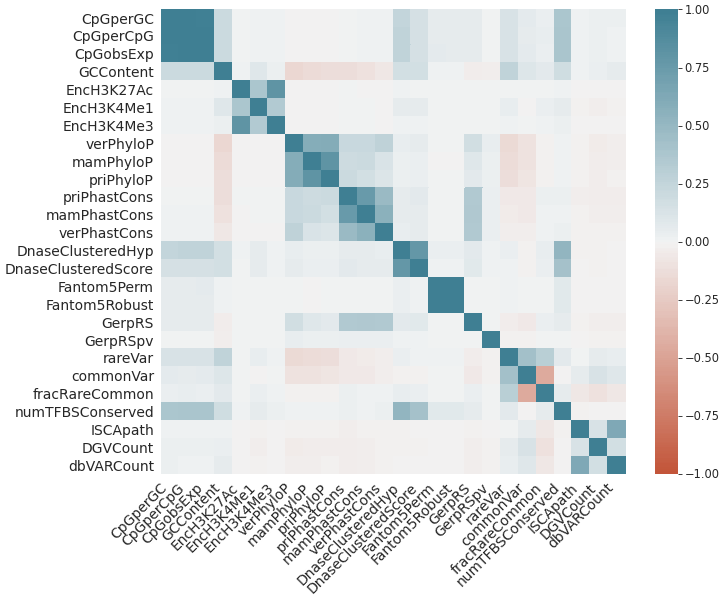 CpGperGC
CpGperCpG
CpGobsExp
GCContent
EncH3K27Ac
EncH3K4Me1
EncH3K4Me3
verPhyloP
mamPhyloP
priPhyloP
priPhastCons
mamPhastCons
verPhastCons
DnaseClusteredHyp
DnaseClusteredScore
Fantom5Perm
Fantom5Robust
GerpRS
GerpRSpv
rareVar
commonVar
fracRareCommon
numTFBSConserved
ISCApath
DGVCount
dbVARCount
CpGperGC
CpGperCpG
CpGobsExp
GCContent
EncH3K27Ac
EncH3K4Me1
EncH3K4Me3
verPhyloP
mamPhyloP
priPhyloP
priPhastCons
mamPhastCons
verPhastCons
DnaseClusteredHyp
DnaseClusteredScore
Fantom5Perm
Fantom5Robust
GerpRS
GerpRSpv
rareVar
commonVar
fracRareCommon
numTFBSConserved
ISCApath
DGVCount
dbVARCount
1.00
0.75
0.50
0.25
0.00
−0.25
−0.50
−0.75
−1.00